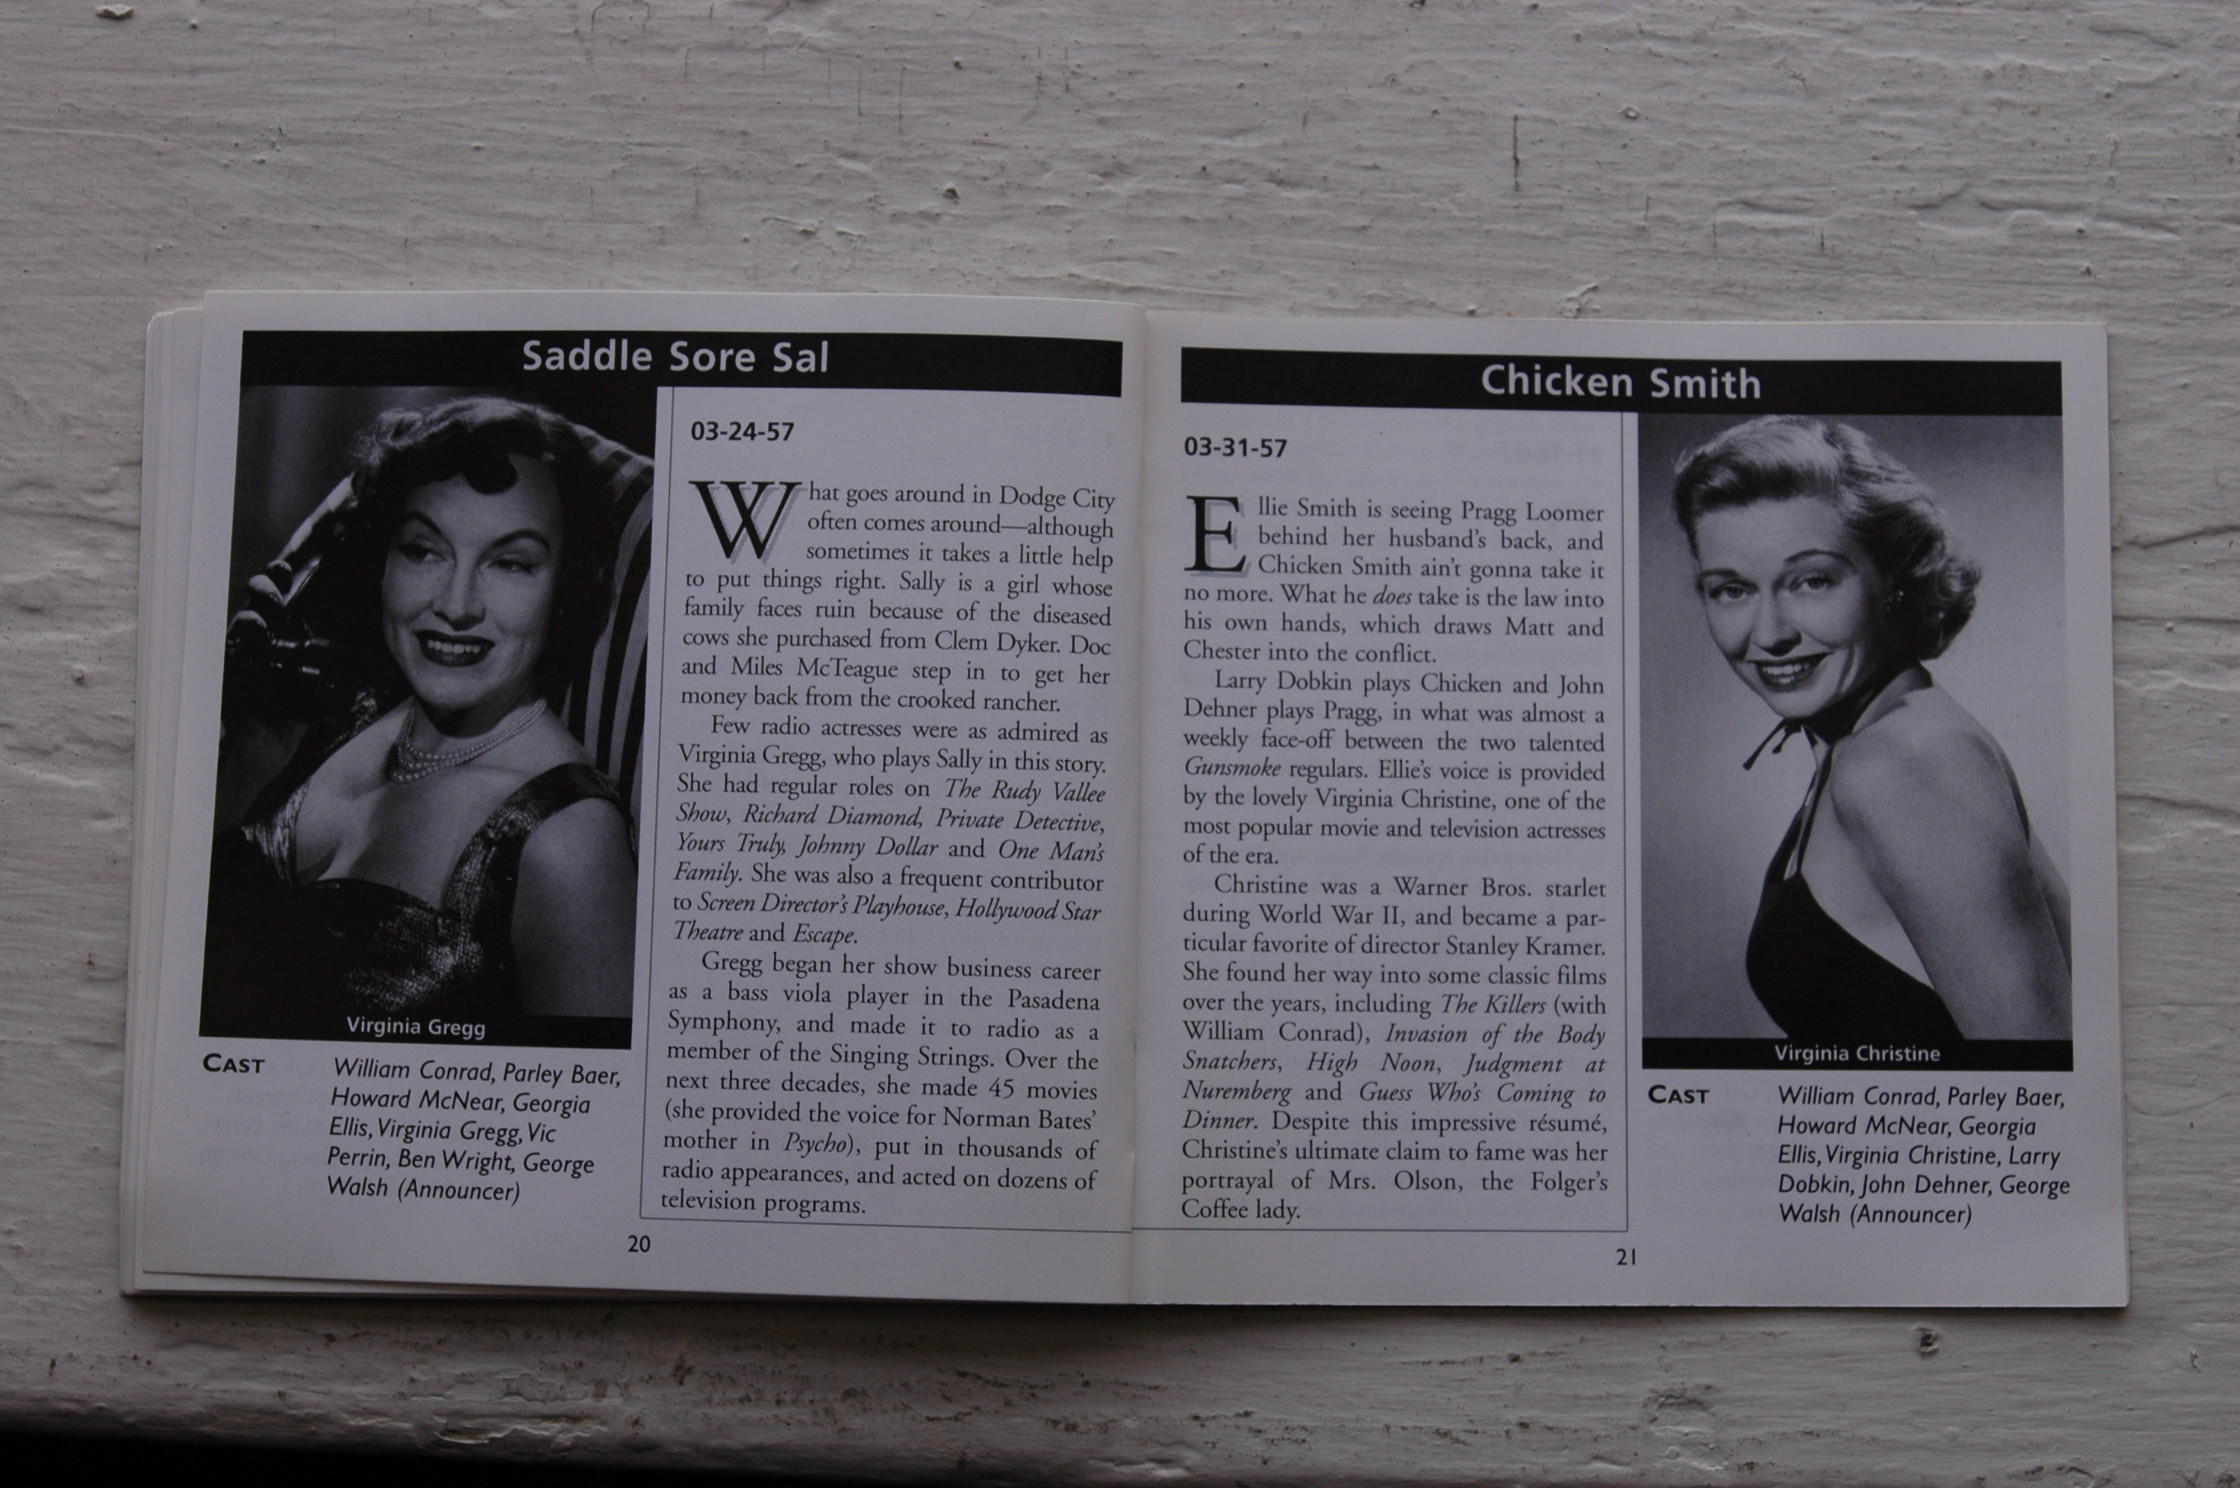 Saddle Sore Sal
03-24-57
What goes around in Dodge City
often comes around—although
sometimes it takes a little help
to put things right. Sally is a girl whose
family faces ruin because of the diseased
cows she purchased from Clem Dyker. Doc
and Miles McTeague step in to get her
money back from the crooked rancher.
Few radio actresses were as admired as
Virginia Gregg, who plays Sally in this story.
She had regular roles on The Rudy Vallee
Show, Richard Diamond, Private Detective,
Yours Truly, Johnny Dollar and One Man's
Family. She was also a frequent contributor
to Screen Director's Playhouse, Hollywood Star
Theatre and Escape.
Gregg began her show business career
as a bass viola player in the Pasadena
Symphony, and made it to radio as a
member of the Singing Strings. Over the
next three decades, she made 45 movies
(she provided the voice for Norman Bates'
mother in Psycho), put in thousands of
radio appearances, and acted on dozens of
television programs.
Virginia Gregg
CAST William Conrad, Parley Baer,
Howard McNear, Georgia
Ellis, Virginia Gregg, Vic
Perrin, Ben Wright, George
Walsh (Announcer)
20
Chicken Smith
03-31-57
Ellie Smith is seeing Pragg Loomer
behind her husband's back, and
Chicken Smith ain't gonna take it
no more. What he does take is the law into
his own hands, which draws Matt and
Chester into the conflict.
Larry Dobkin plays Chicken and John
Dehner plays Pragg, in what was almost a
weekly face-off between the two talented
Gunsmoke regulars. Ellie's voice is provided
by the lovely Virginia Christine, one of the
most popular movie and television actresses
of the era.
Christine was a Warner Bros. starlet
during World War II, and became a par-
ticular favorite of director Stanley Kramer.
She found her way into some classic films
over the years, including The Killers (with
William Conrad), Invasion of the Body
Snatchers, High Noon, Judgment at
Nuremberg and Guess Who's Coming to
Dinner. Despite this impressive résumé,
Christine's ultimate claim to fame was her
portrayal of Mrs. Olson, the Folger's
Coffee lady.
Virginia Christine
CAST William Conrad, Parley Baer,
Howard McNear, Georgia
Ellis, Virginia Christine, Larry
Dobkin, John Dehner, George
Walsh (Announcer)
21